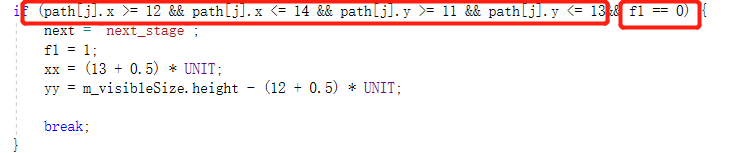 if (path[j].x >= 12 && path[j].x <= 14 && path[j].y >= 11 && path[j].y <= 13&& f1 == 0) {
next = next_stage ;
f1 = 1;
xx = (13 + 0.5) * UNIT;
yy = m_visibleSize.height - (12 + 0.5) * UNIT;
break;
}